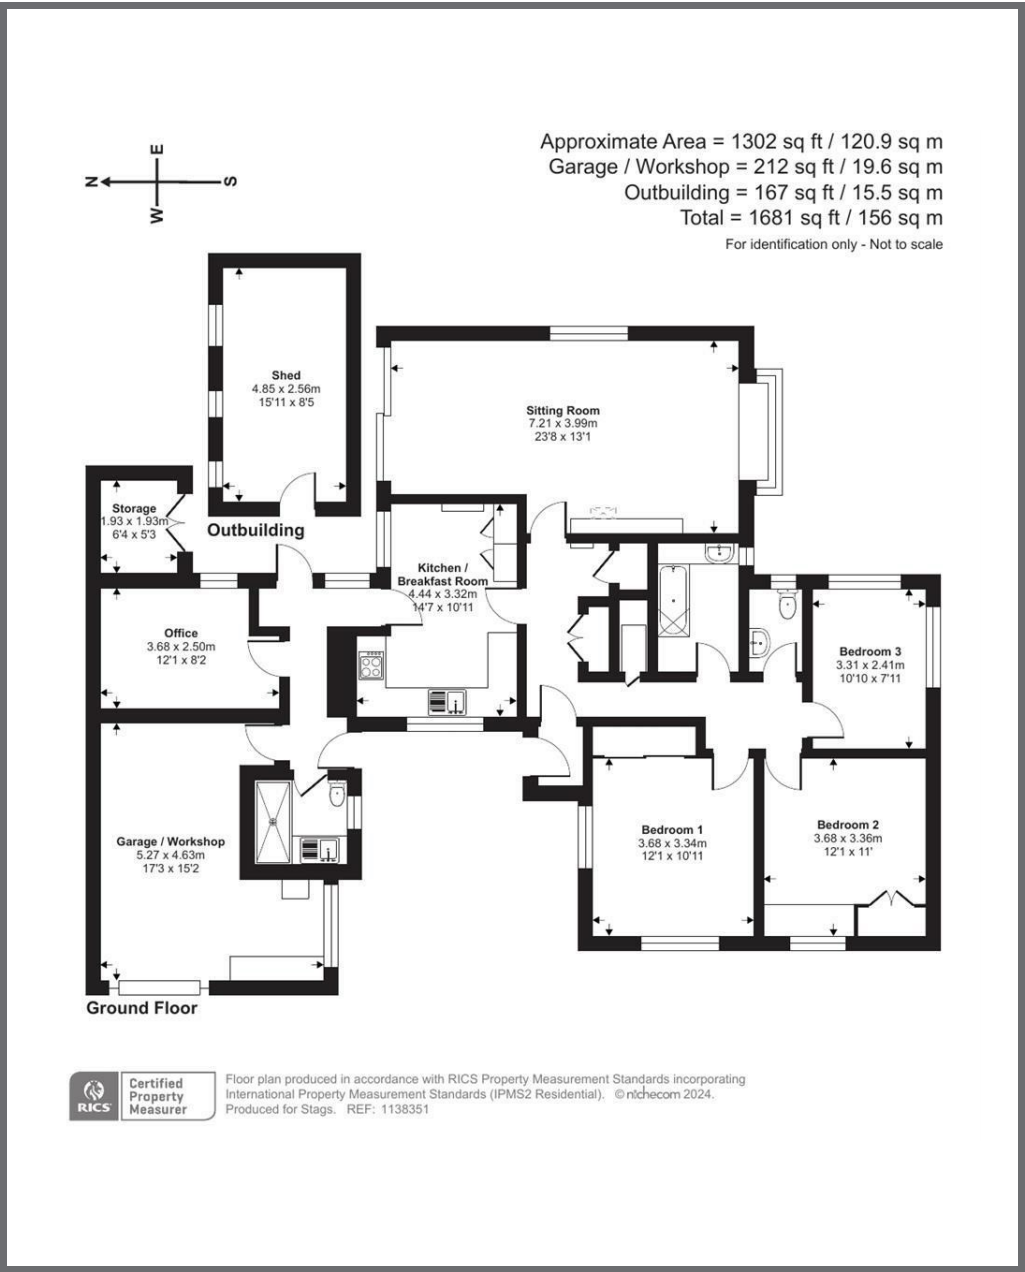 Approximate Area = 1302 sq ft / 120.9 sq m
Garage / Workshop = 212 sq ft / 19.6 sq m
Outbuilding = 167 sq ft / 15.5 sq m
Total = 1681 sq ft / 156 sq m
For identification only - Not to scale
E
N
S
W
Shed
4.85 x 2.56m
15'11 x 8'5
Sitting Room
7.21 x 3.99m
23'8 x 13'1
Storage
1.93 x 1.93m
6'4 x 5'3
Outbuilding
Kitchen /
Breakfast Room
4.44 x 3.32m
14'7 x 10'11
Office
3.68 x 2.50m
12'1 x 8'2
Bedroom 3
3.31 x 2.41m
10'10 x 7'11
Garage / Workshop
5.27 x 4.63m
17'3 x 15'2
Bedroom 1
3.68 x 3.34m
12'1 x 10'11
Bedroom 2
3.68 x 3.36m
12'1 x 11'
Ground Floor
RICS
Certified
Property
Measurer
Floor plan produced in accordance with RICS Property Measurement Standards incorporating
International Property Measurement Standards (IPMS2 Residential). © nichecom 2024.
Produced for Stags. REF: 1138351